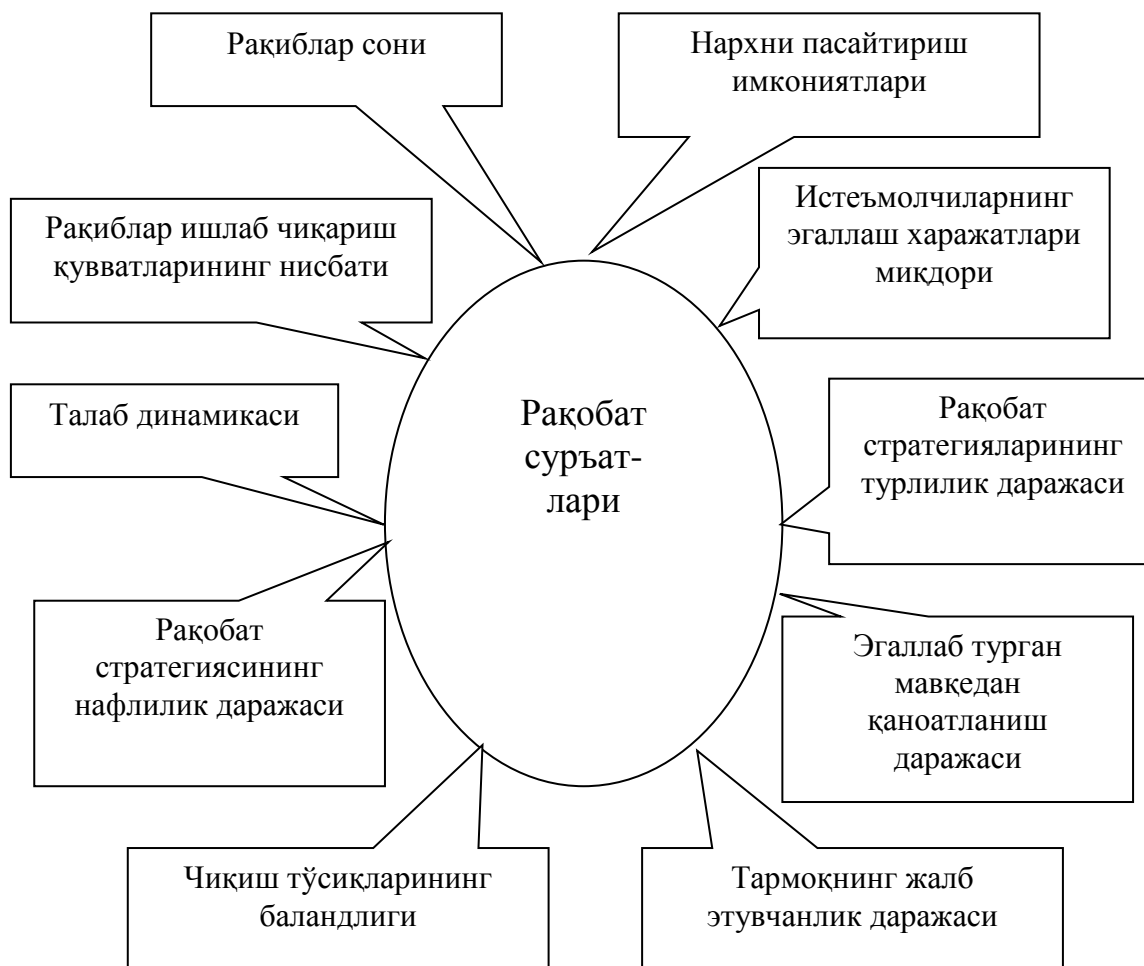 Рақиблар сони
Нархни пасайтириш
имкониятлари
Рақиблар ишлаб чиқариш
қувватларининг нисбати
Истеъмолчиларнинг
эгаллаш харажатлари
миқдори
Талаб динамикаси
Рақобат
суръат-
лари
Рақобат
стратегияларининг
турлилик даражаси
Рақобат
стратегиясининг
нафлилик даражаси
Эгаллаб турган
мавқедан
қаноатланиш
даражаси
Чиқиш тўсиқларининг
баландлиги
Тармоқнинг жалб
этувчанлик даражаси